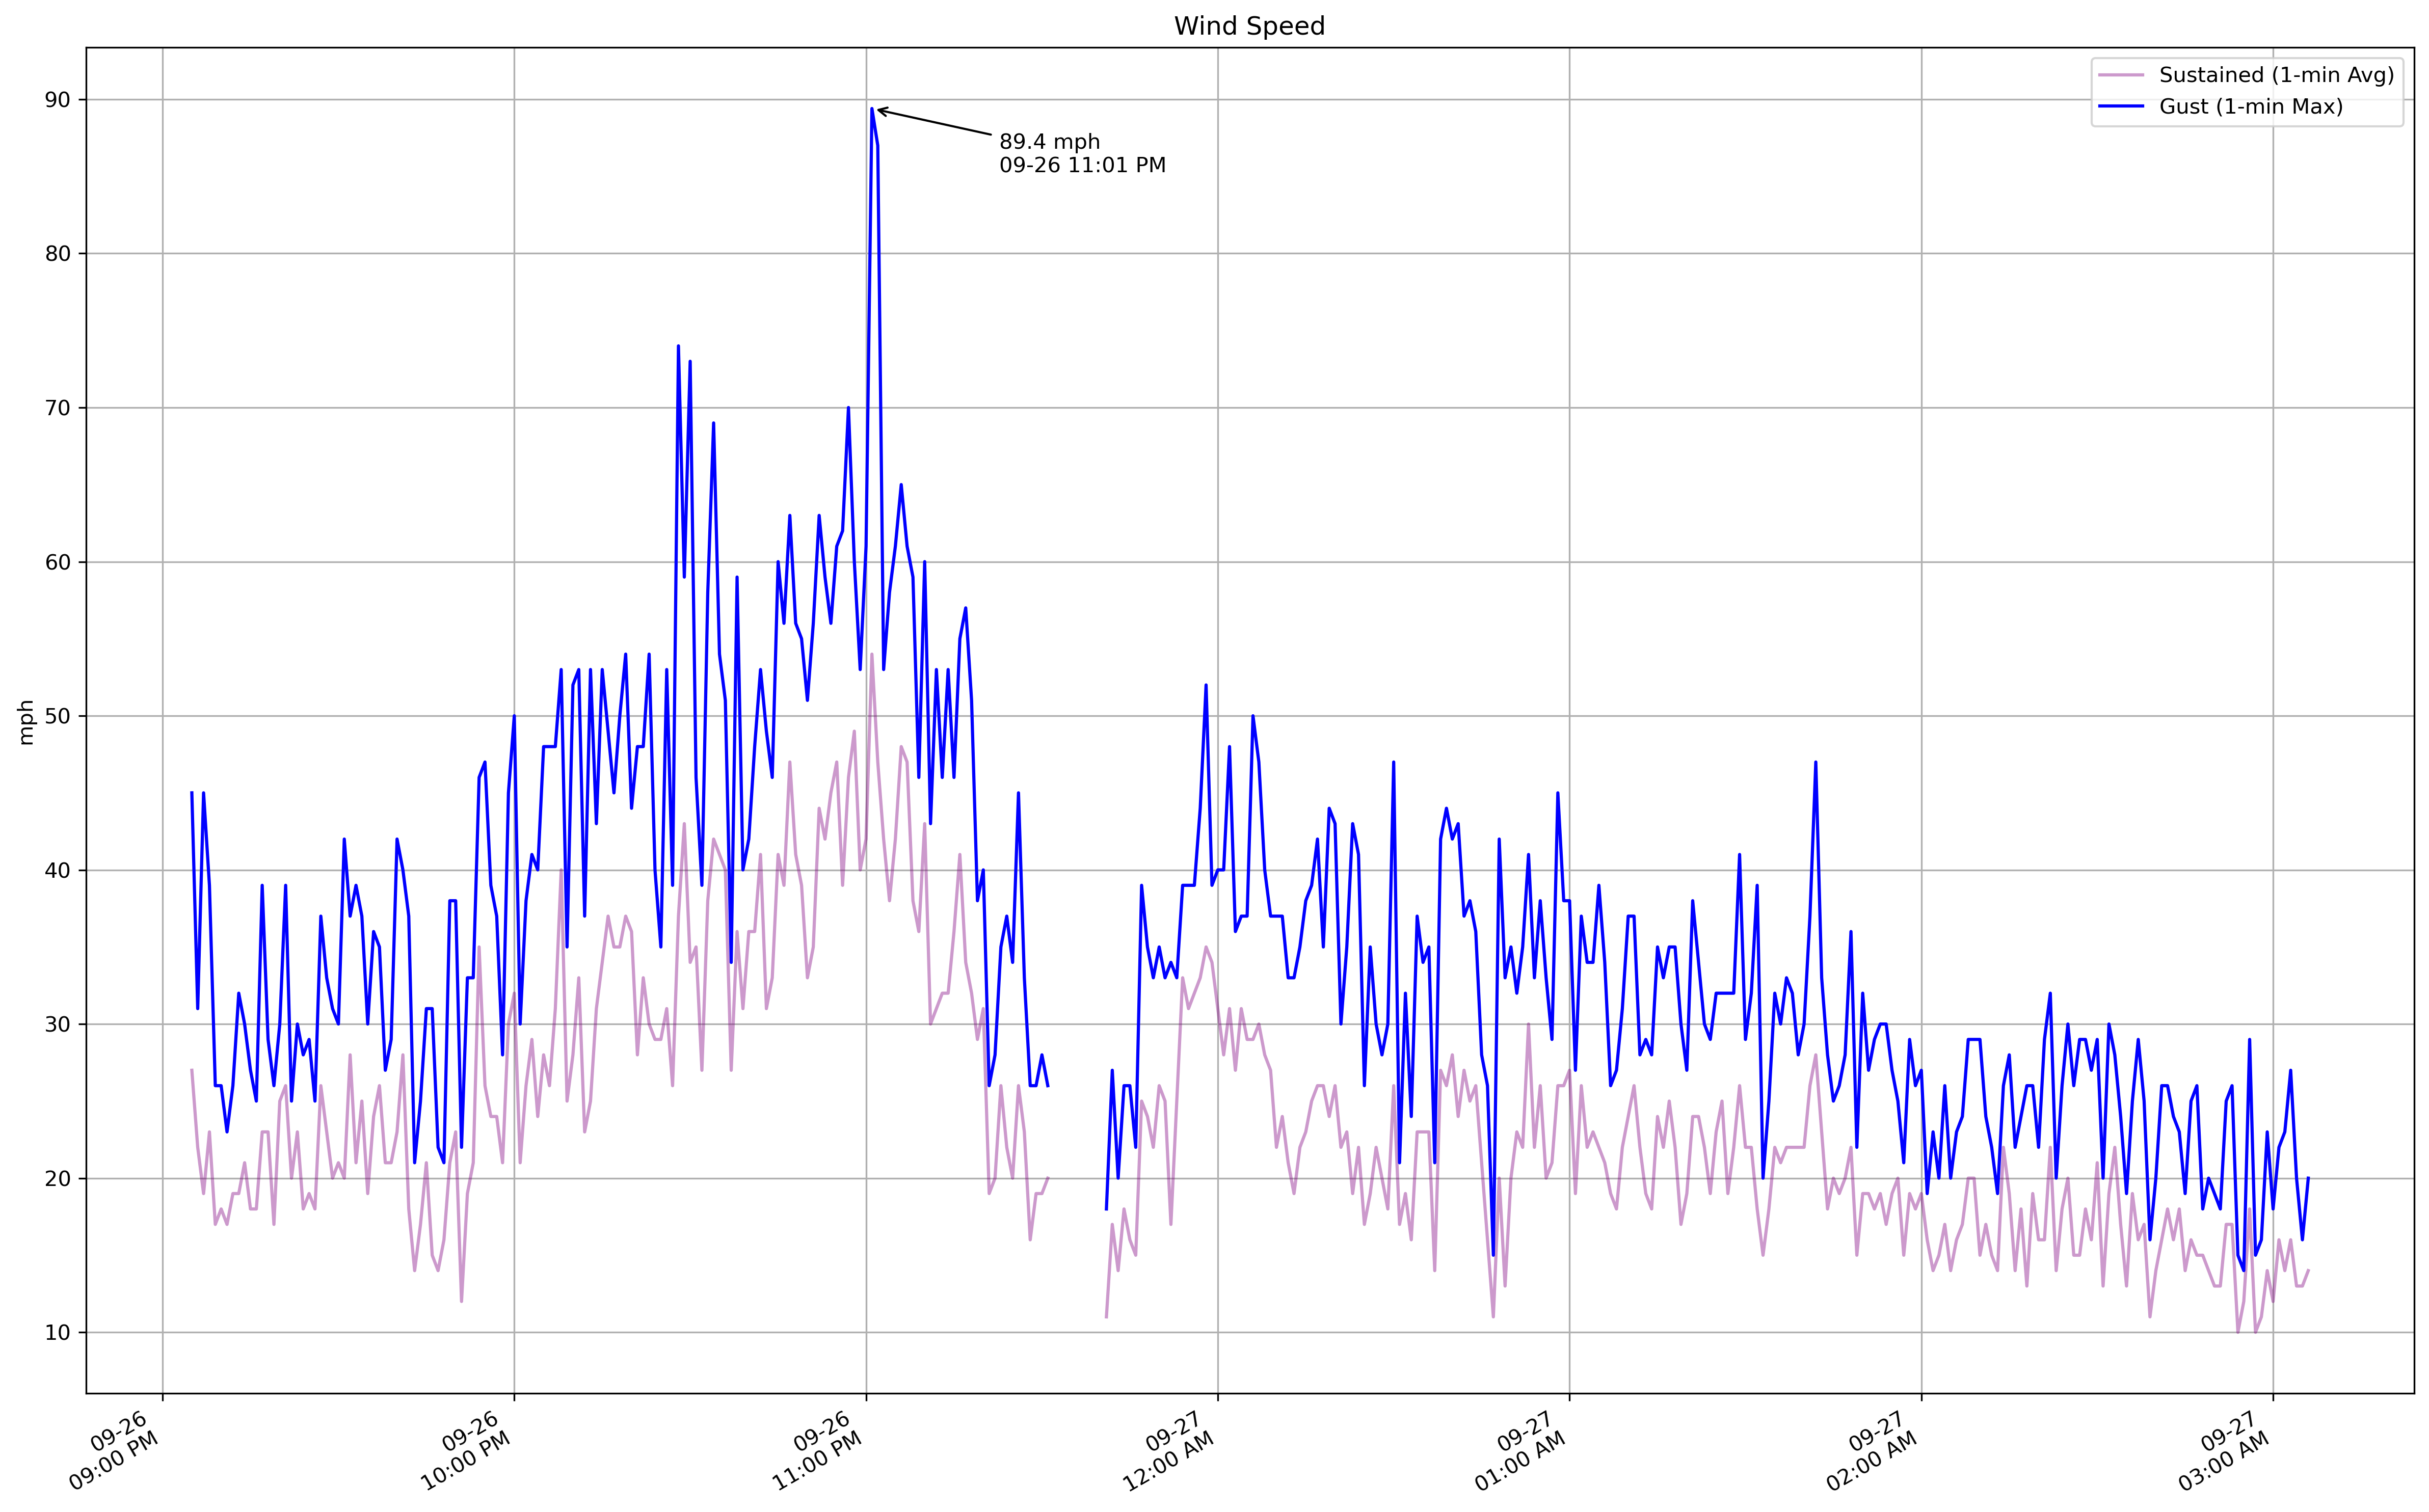 Wind Speed
Sustained (1-min Avg)
Gust (1-min Max)
89.4 mph
09-26 11:01 PM
mph
90
80
70
60
50
40
30
20
10
09-26
09:00 PM
09-26
10:00 PM
09-26
11:00 PM
09-27
12:00 AM
09-27
01:00 AM
09-27
02:00 AM
09-27
03:00 AM